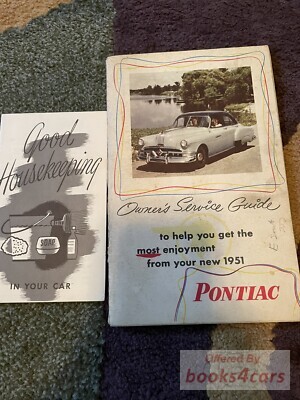 Good
Housekeeping
SOAP
IN YOUR CAR
Owner's Service Guide
to help you get the
most enjoyment
from your new 1951
PONTIAC
Offered By
books4cars